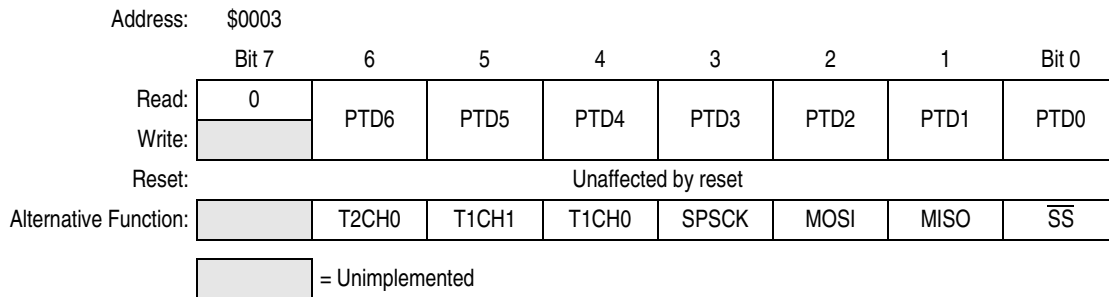 Address: $0003
Bit 7 6 5 4 3 2 1 Bit 0
Read: 0 PTD6 PTD5 PTD4 PTD3 PTD2 PTD1 PTD0
Write:
Reset: Unaffected by reset
Alternative Function: T2CH0 T1CH1 T1CH0 SPSCK MOSI MISO S̅S̅
= Unimplemented